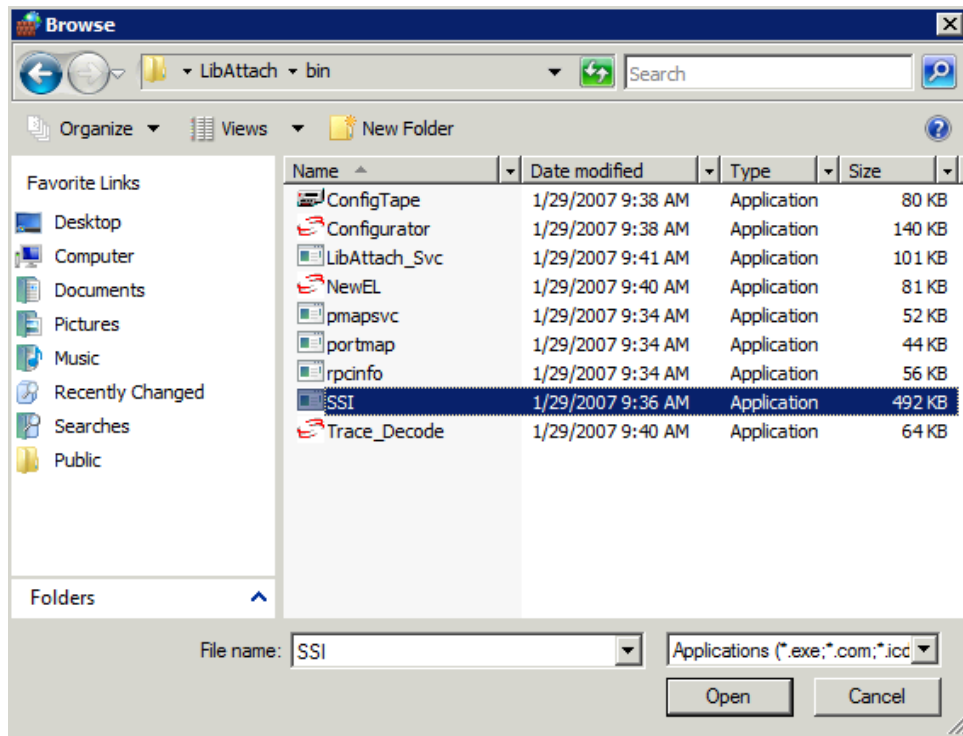 Browse
LibAttach bin Search
Organize Views New Folder
Favorite Links
Desktop
Computer
Documents
Pictures
Music
Recently Changed
Searches
Public
Folders
Name Date modified Type Size
ConfigTape 1/29/2007 9:38 AM Application 80 KB
Configurator 1/29/2007 9:38 AM Application 140 KB
LibAttach_Svc 1/29/2007 9:41 AM Application 101 KB
NewEL 1/29/2007 9:40 AM Application 81 KB
pmapsvc 1/29/2007 9:34 AM Application 52 KB
portmap 1/29/2007 9:34 AM Application 44 KB
rpcinfo 1/29/2007 9:34 AM Application 56 KB
SSI 1/29/2007 9:36 AM Application 492 KB
Trace_Decode 1/29/2007 9:40 AM Application 64 KB
File name: SSI Applications (*.exe;*.com;*.icd
Open Cancel